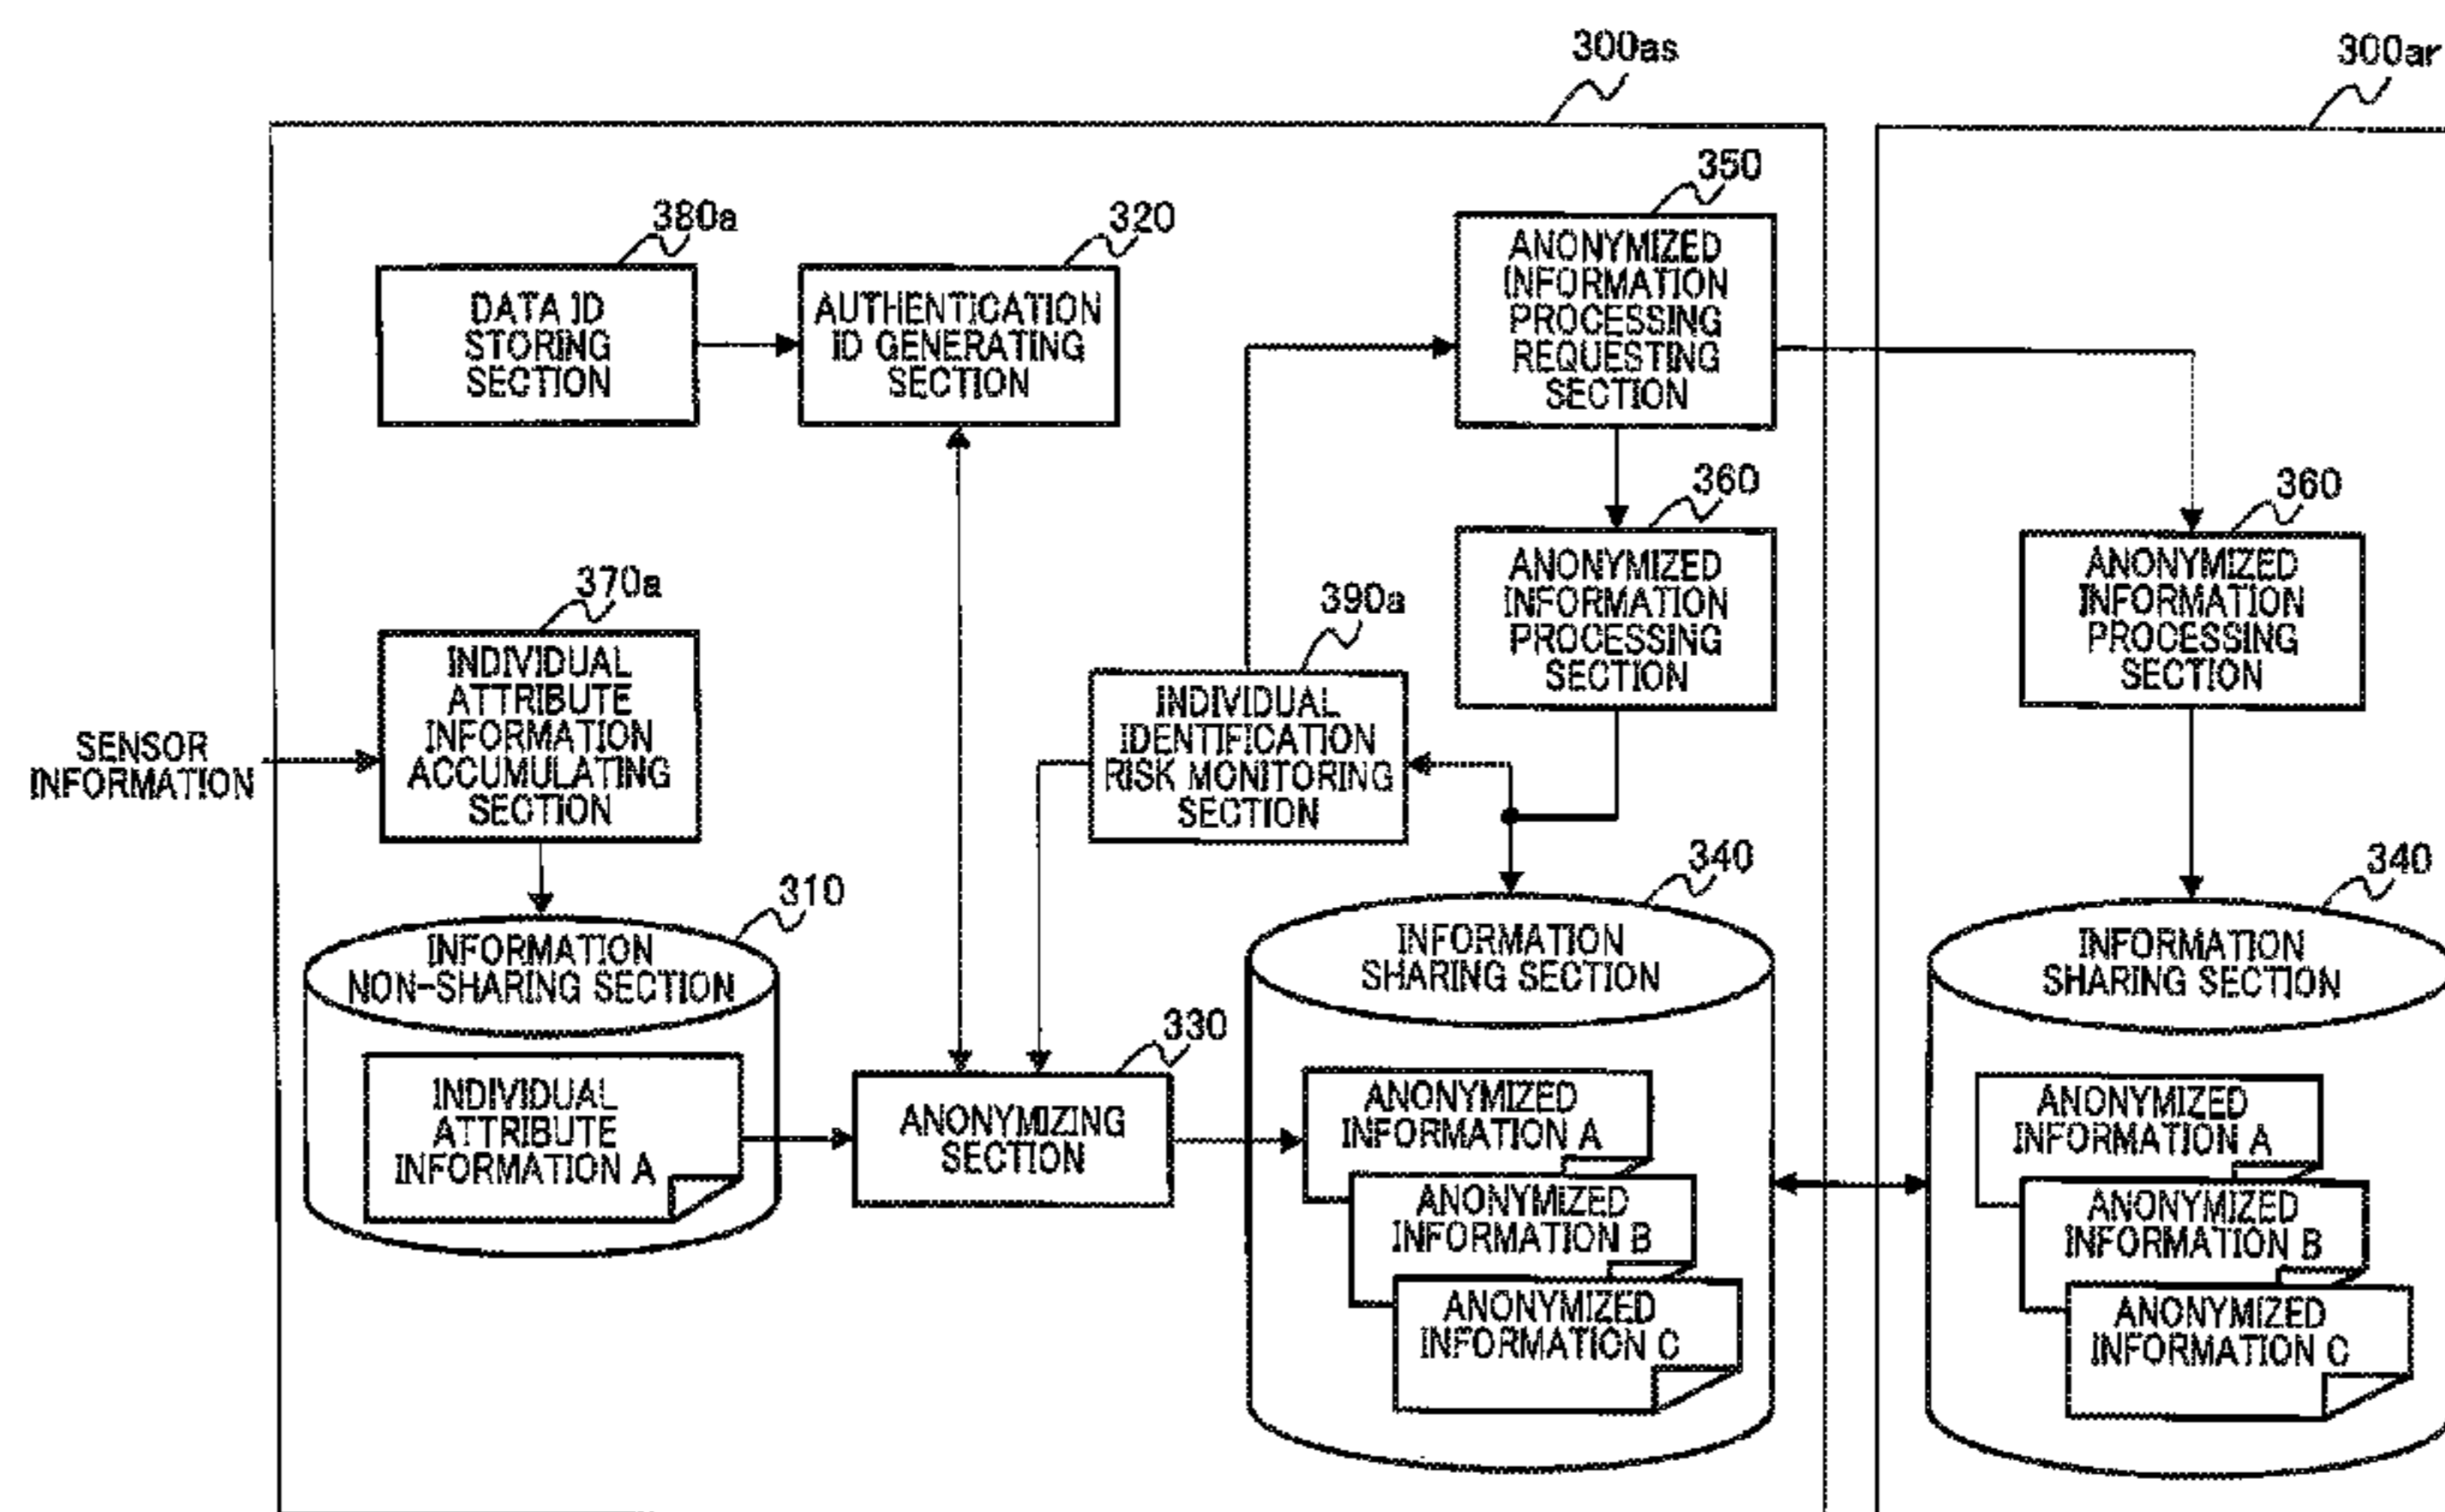 300as
300ar
380a
DATA ID
STORING
SECTION
320
AUTHENTICATION
ID GENERATING
SECTION
350
ANONYMIZED
INFORMATION
PROCESSING
REQUESTING
SECTION
360
ANONYMIZED
INFORMATION
PROCESSING
SECTION
360
ANONYMIZED
INFORMATION
PROCESSING
SECTION
SENSOR
INFORMATION
370a
INDIVIDUAL
ATTRIBUTE
INFORMATION
ACCUMULATING
SECTION
390a
INDIVIDUAL
IDENTIFICATION
RISK MONITORING
SECTION
310
INFORMATION
NON-SHARING SECTION
INDIVIDUAL
ATTRIBUTE
INFORMATION A
330
ANONYMIZING
SECTION
340
INFORMATION
SHARING SECTION
ANONYMIZED
INFORMATION A
ANONYMIZED
INFORMATION B
ANONYMIZED
INFORMATION C
340
INFORMATION
SHARING SECTION
ANONYMIZED
INFORMATION A
ANONYMIZED
INFORMATION B
ANONYMIZED
INFORMATION C